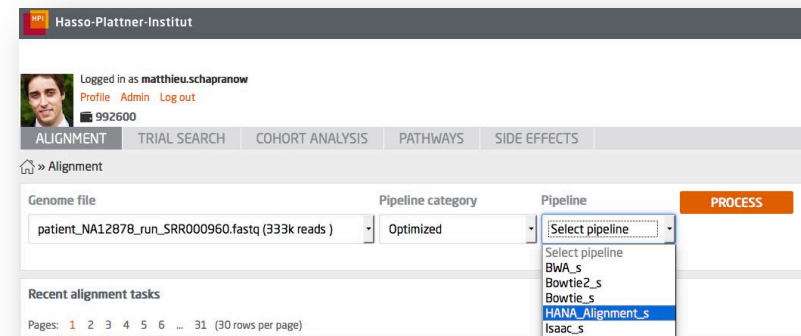 HPI Hasso-Plattner-Institut
Logged in as matthieu.schapranow
Profile Admin Log out
992600
ALIGNMENT TRIAL SEARCH COHORT ANALYSIS PATHWAYS SIDE EFFECTS
» Alignment
Genome file Pipeline category Pipeline PROCESS
patient_NA12878_run_SRR000960.fastq (333k reads ) Optimized Select pipeline
Select pipeline
BWA_s
Bowtie2_s
Bowtie_s
HANA_Alignment_s
Isaac_s
Recent alignment tasks
Pages: 1 2 3 4 5 6 ... 31 (30 rows per page)